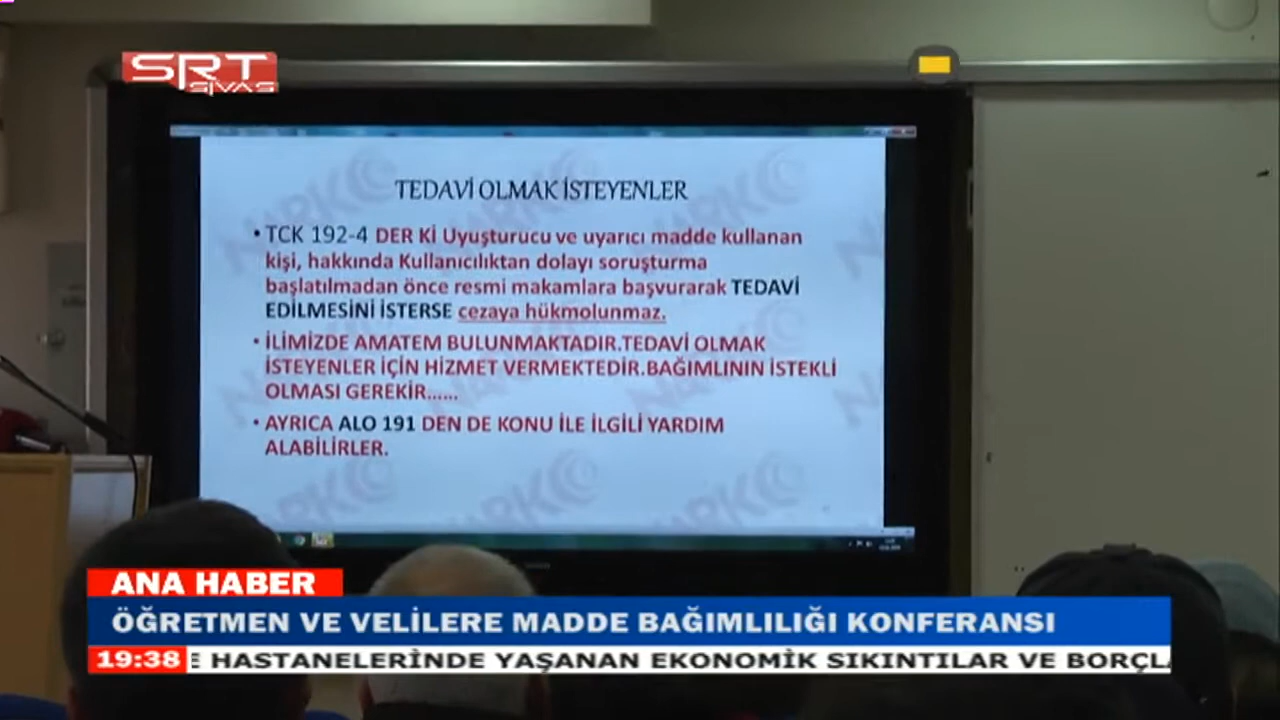 SRT
SİVAS
TEDAVİ OLMAK İSTEYENLER
• TCK 192-4 DER Kİ Uyuşturucu ve uyarıcı madde kullanan
kişi, hakkında Kullanıcılıktan dolayı soruşturma
başlatılmadan önce resmi makamlara başvurarak TEDAVİ
EDİLMESİNİ İSTERSE cezaya hükmolunmaz.
• İLİMİZDE AMATEM BULUNMAKTADIR.TEDAVİ OLMAK
İSTEYENLER İÇİN HİZMET VERMEKTEDİR.BAĞIMLININ İSTEKLİ
OLMASI GEREKİR......
• AYRICA ALO 191 DEN DE KONU İLE İLGİLİ YARDIM
ALABİLİRLER.
ANA HABER
ÖĞRETMEN VE VELİLERE MADDE BAĞIMLILIĞI KONFERANSI
19:38 E HASTANELERİNDE YAŞANAN EKONOMİK SIKINTILAR VE BORÇLA